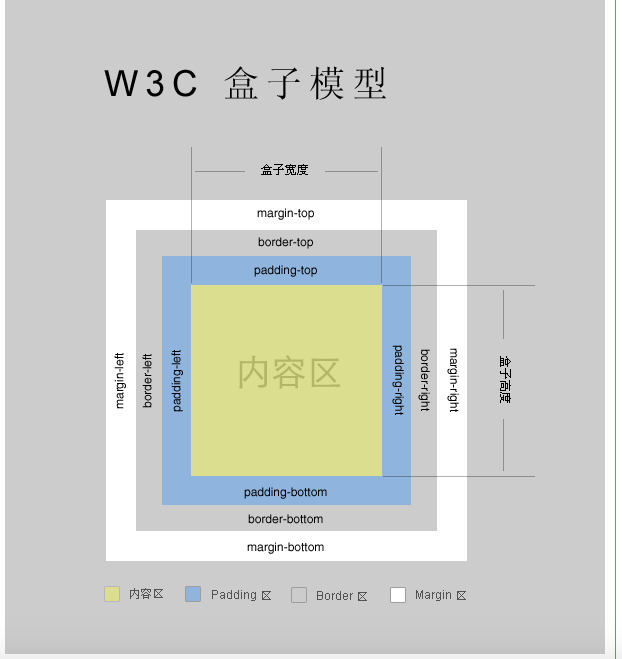 W3C 盒子模型
盒子宽度
margin-top
border-top
padding-top
margin-left
border-left
padding-left
内容区
padding-right
border-right
margin-right
盒子高度
padding-bottom
border-bottom
margin-bottom
内容区 Padding 区 Border 区 Margin 区